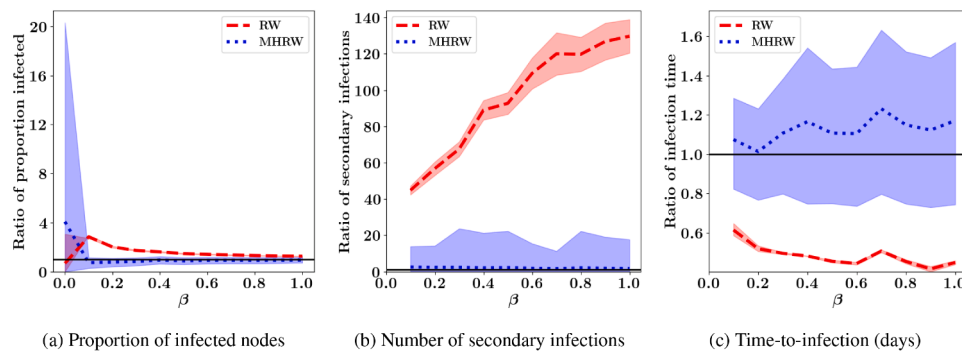 Ratio of proportion infected
20
16
12
8
4
0
0.0 0.2 0.4 0.6 0.8 1.0
β
RW
MHRW
(a) Proportion of infected nodes
Ratio of secondary infections
140
120
100
80
60
40
20
0
0.0 0.2 0.4 0.6 0.8 1.0
β
RW
MHRW
(b) Number of secondary infections
Ratio of infection time
1.6
1.4
1.2
1.0
0.8
0.6
0.0 0.2 0.4 0.6 0.8 1.0
β
RW
MHRW
(c) Time-to-infection (days)